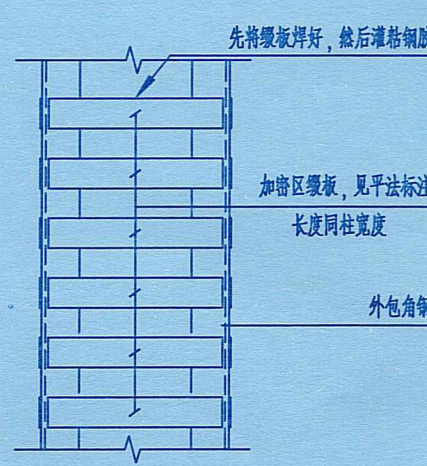 先将缀板焊好，然后灌粘钢胶
加密区缀板，见平法标注
长度同柱宽度
外包角钢